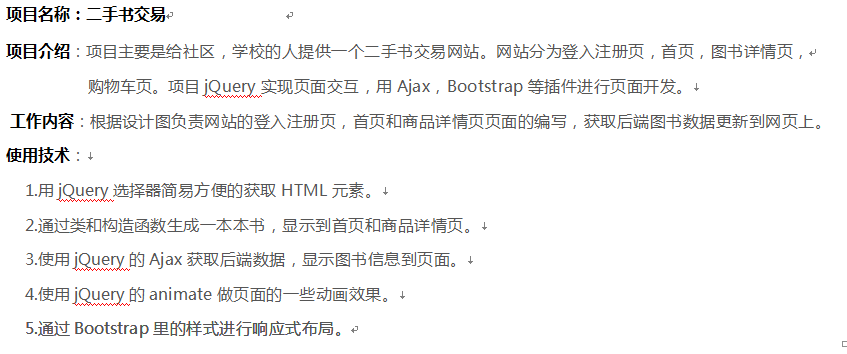 项目名称：二手书交易
项目介绍：项目主要是给社区，学校的人提供一个二手书交易网站。网站分为登入注册页，首页，图书详情页，
购物车页。项目 jQuery 实现页面交互，用 Ajax，Bootstrap 等插件进行页面开发。
工作内容：根据设计图负责网站的登入注册页，首页和商品详情页页面的编写，获取后端图书数据更新到网页上。
使用技术：
1.用 jQuery 选择器简易方便的获取 HTML 元素。
2.通过类和构造函数生成一本本书，显示到首页和商品详情页。
3.使用 jQuery 的 Ajax 获取后端数据，显示图书信息到页面。
4.使用 jQuery 的 animate 做页面的一些动画效果。
5.通过 Bootstrap 里的样式进行响应式布局。